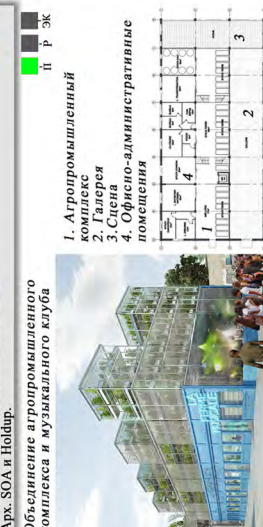 Арх. SOA и Holdup.
Объединение агропромышленного
комплекса и музыкального клуба
П
Р
ЭК
1. Агропромышленный
комплекс
2. Галерея
3.Сцена
4. Офисно-административные
помещения
1
2
3
4